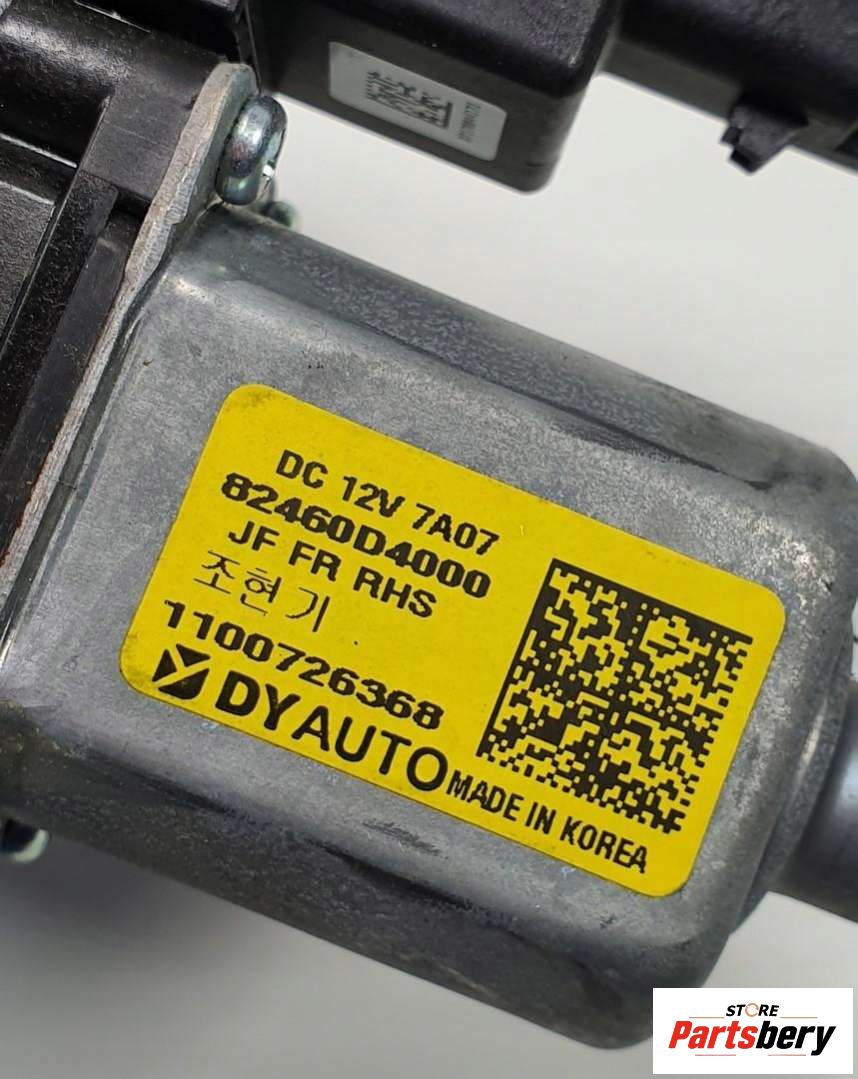 DC 12V 7A07
82460D4000
JF FR RHS
조현기
1100726368
DYAUTO MADE IN KOREA
STORE
Partsbery